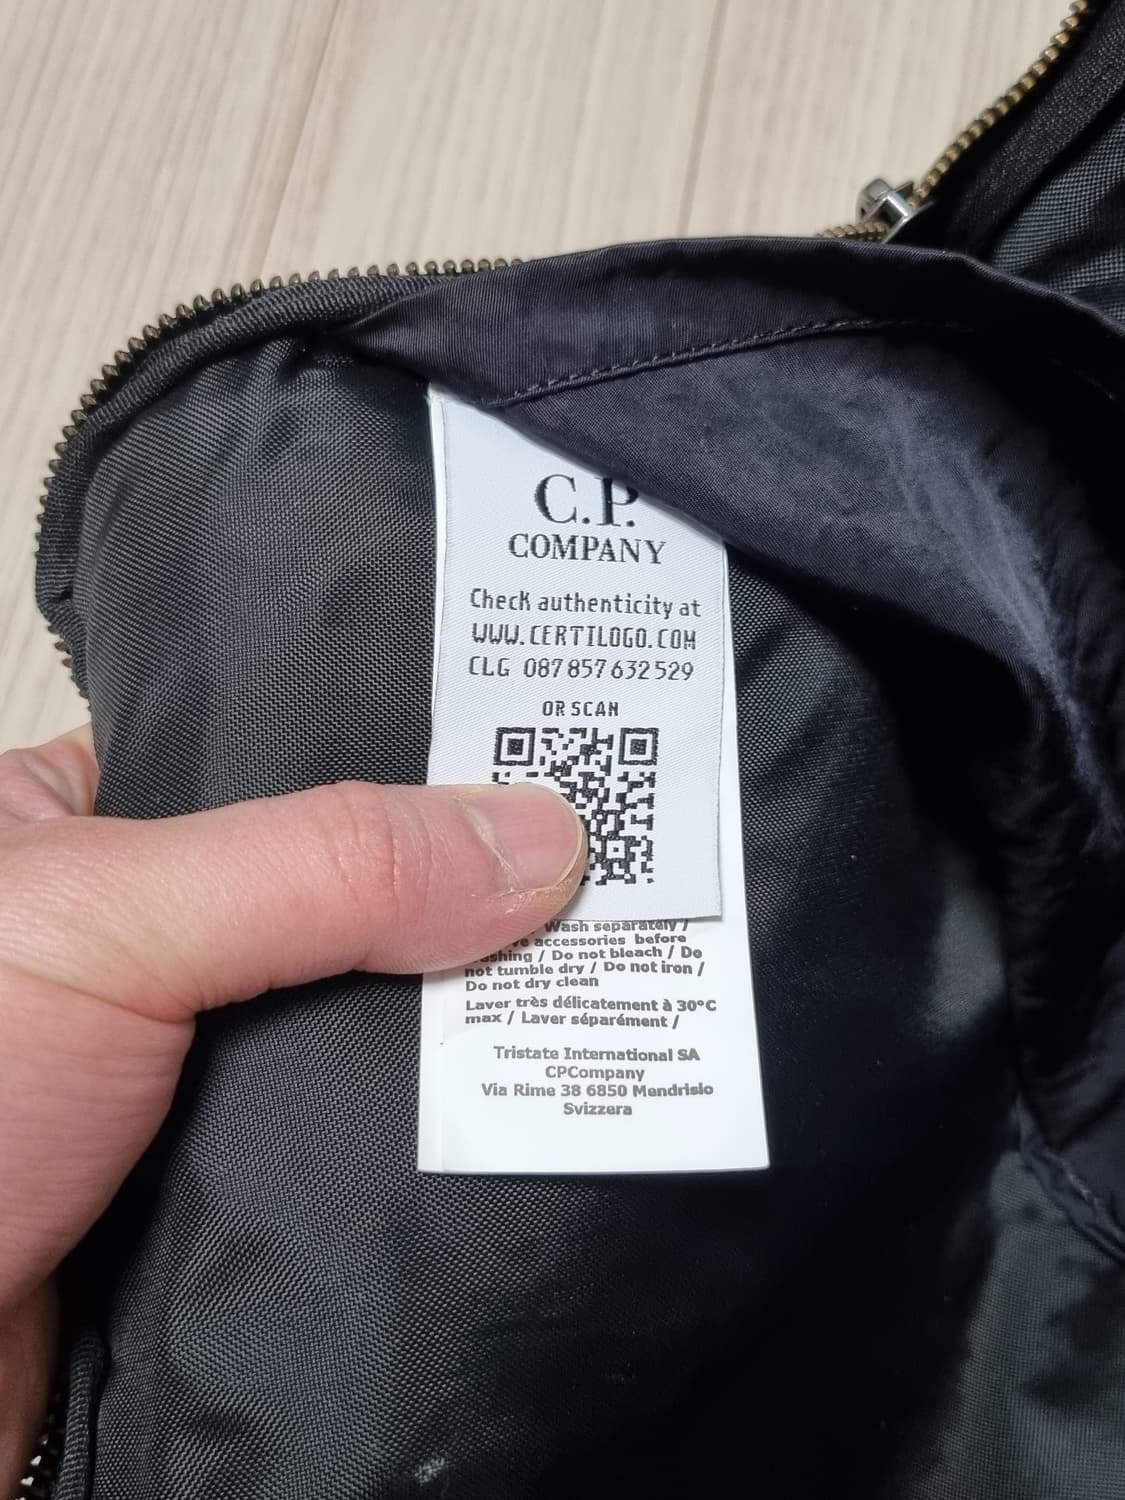 C.P.
COMPANY
Check authenticity at
WWW.CERTILOGO.COM
CLG 087 857 632 529
OR SCAN
Wash separately /
accessories before
/ Do not bleach / Do
not tumble dry / Do not iron /
Do not dry clean
Laver très délicatement à 30°C
max / Laver séparément /
Tristate International SA
CPCompany
Via Rime 38 6850 Mendrisio
Svizzera